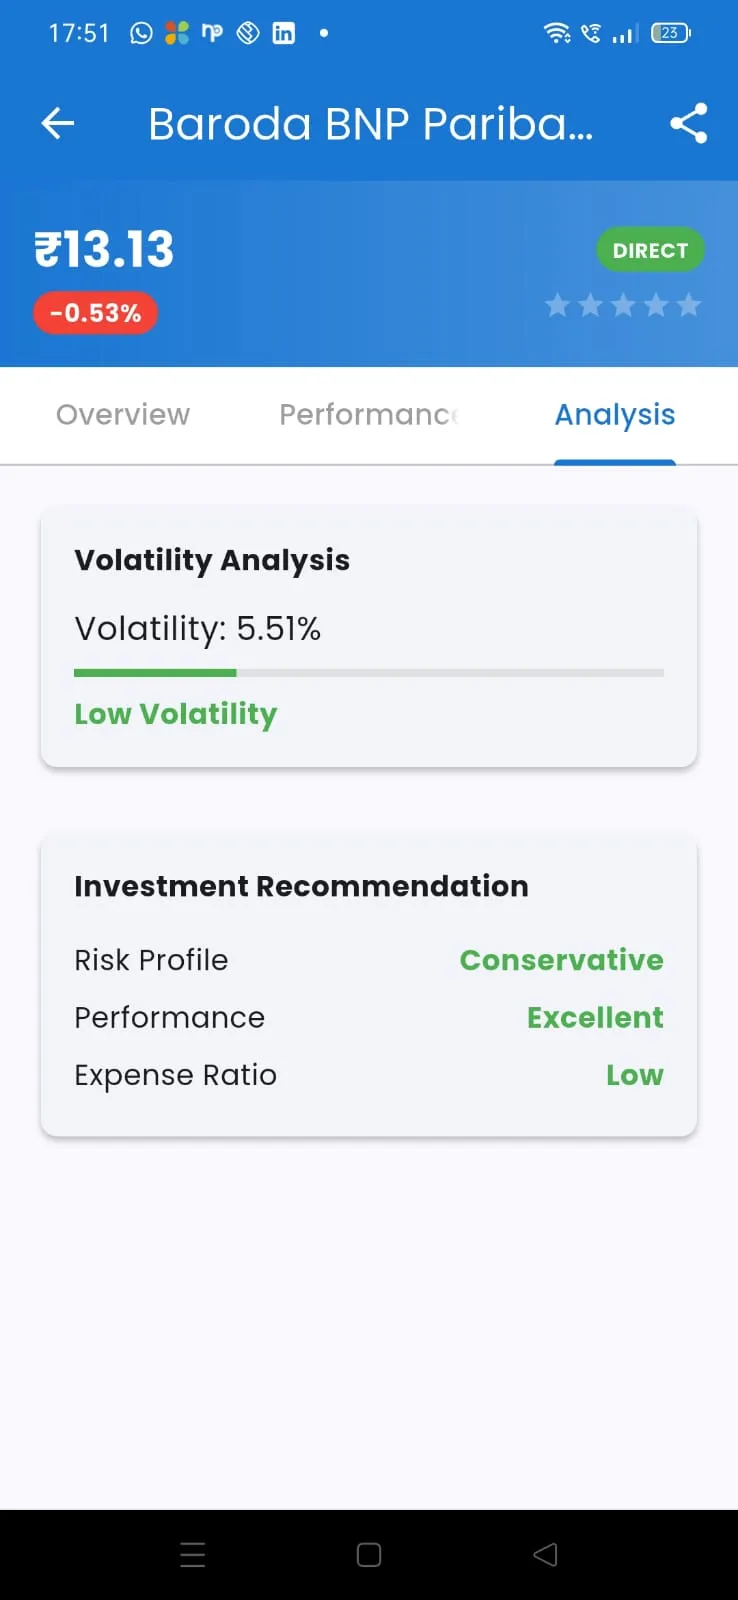 17:51
23
Baroda BNP Pariba...
₹13.13
DIRECT
-0.53%
Overview
Performance
Analysis
Volatility Analysis
Volatility: 5.51%
Low Volatility
Investment Recommendation
Risk Profile Conservative
Performance Excellent
Expense Ratio Low